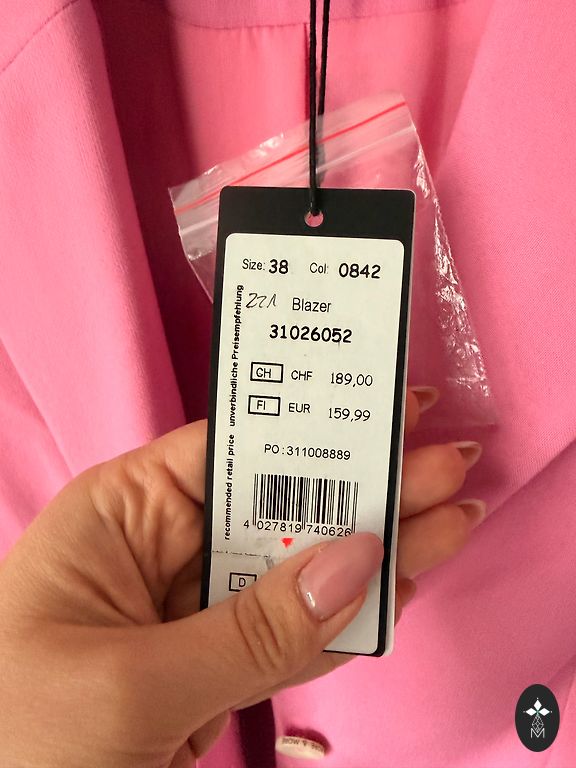 Size: 38 Col: 0842
221 Blazer
31026052
CH CHF 189,00
FI EUR 159,99
PO:311008889
4 027819 740626
D
recommended retail price unverbindliche Preisempfehlung
& MORE
M